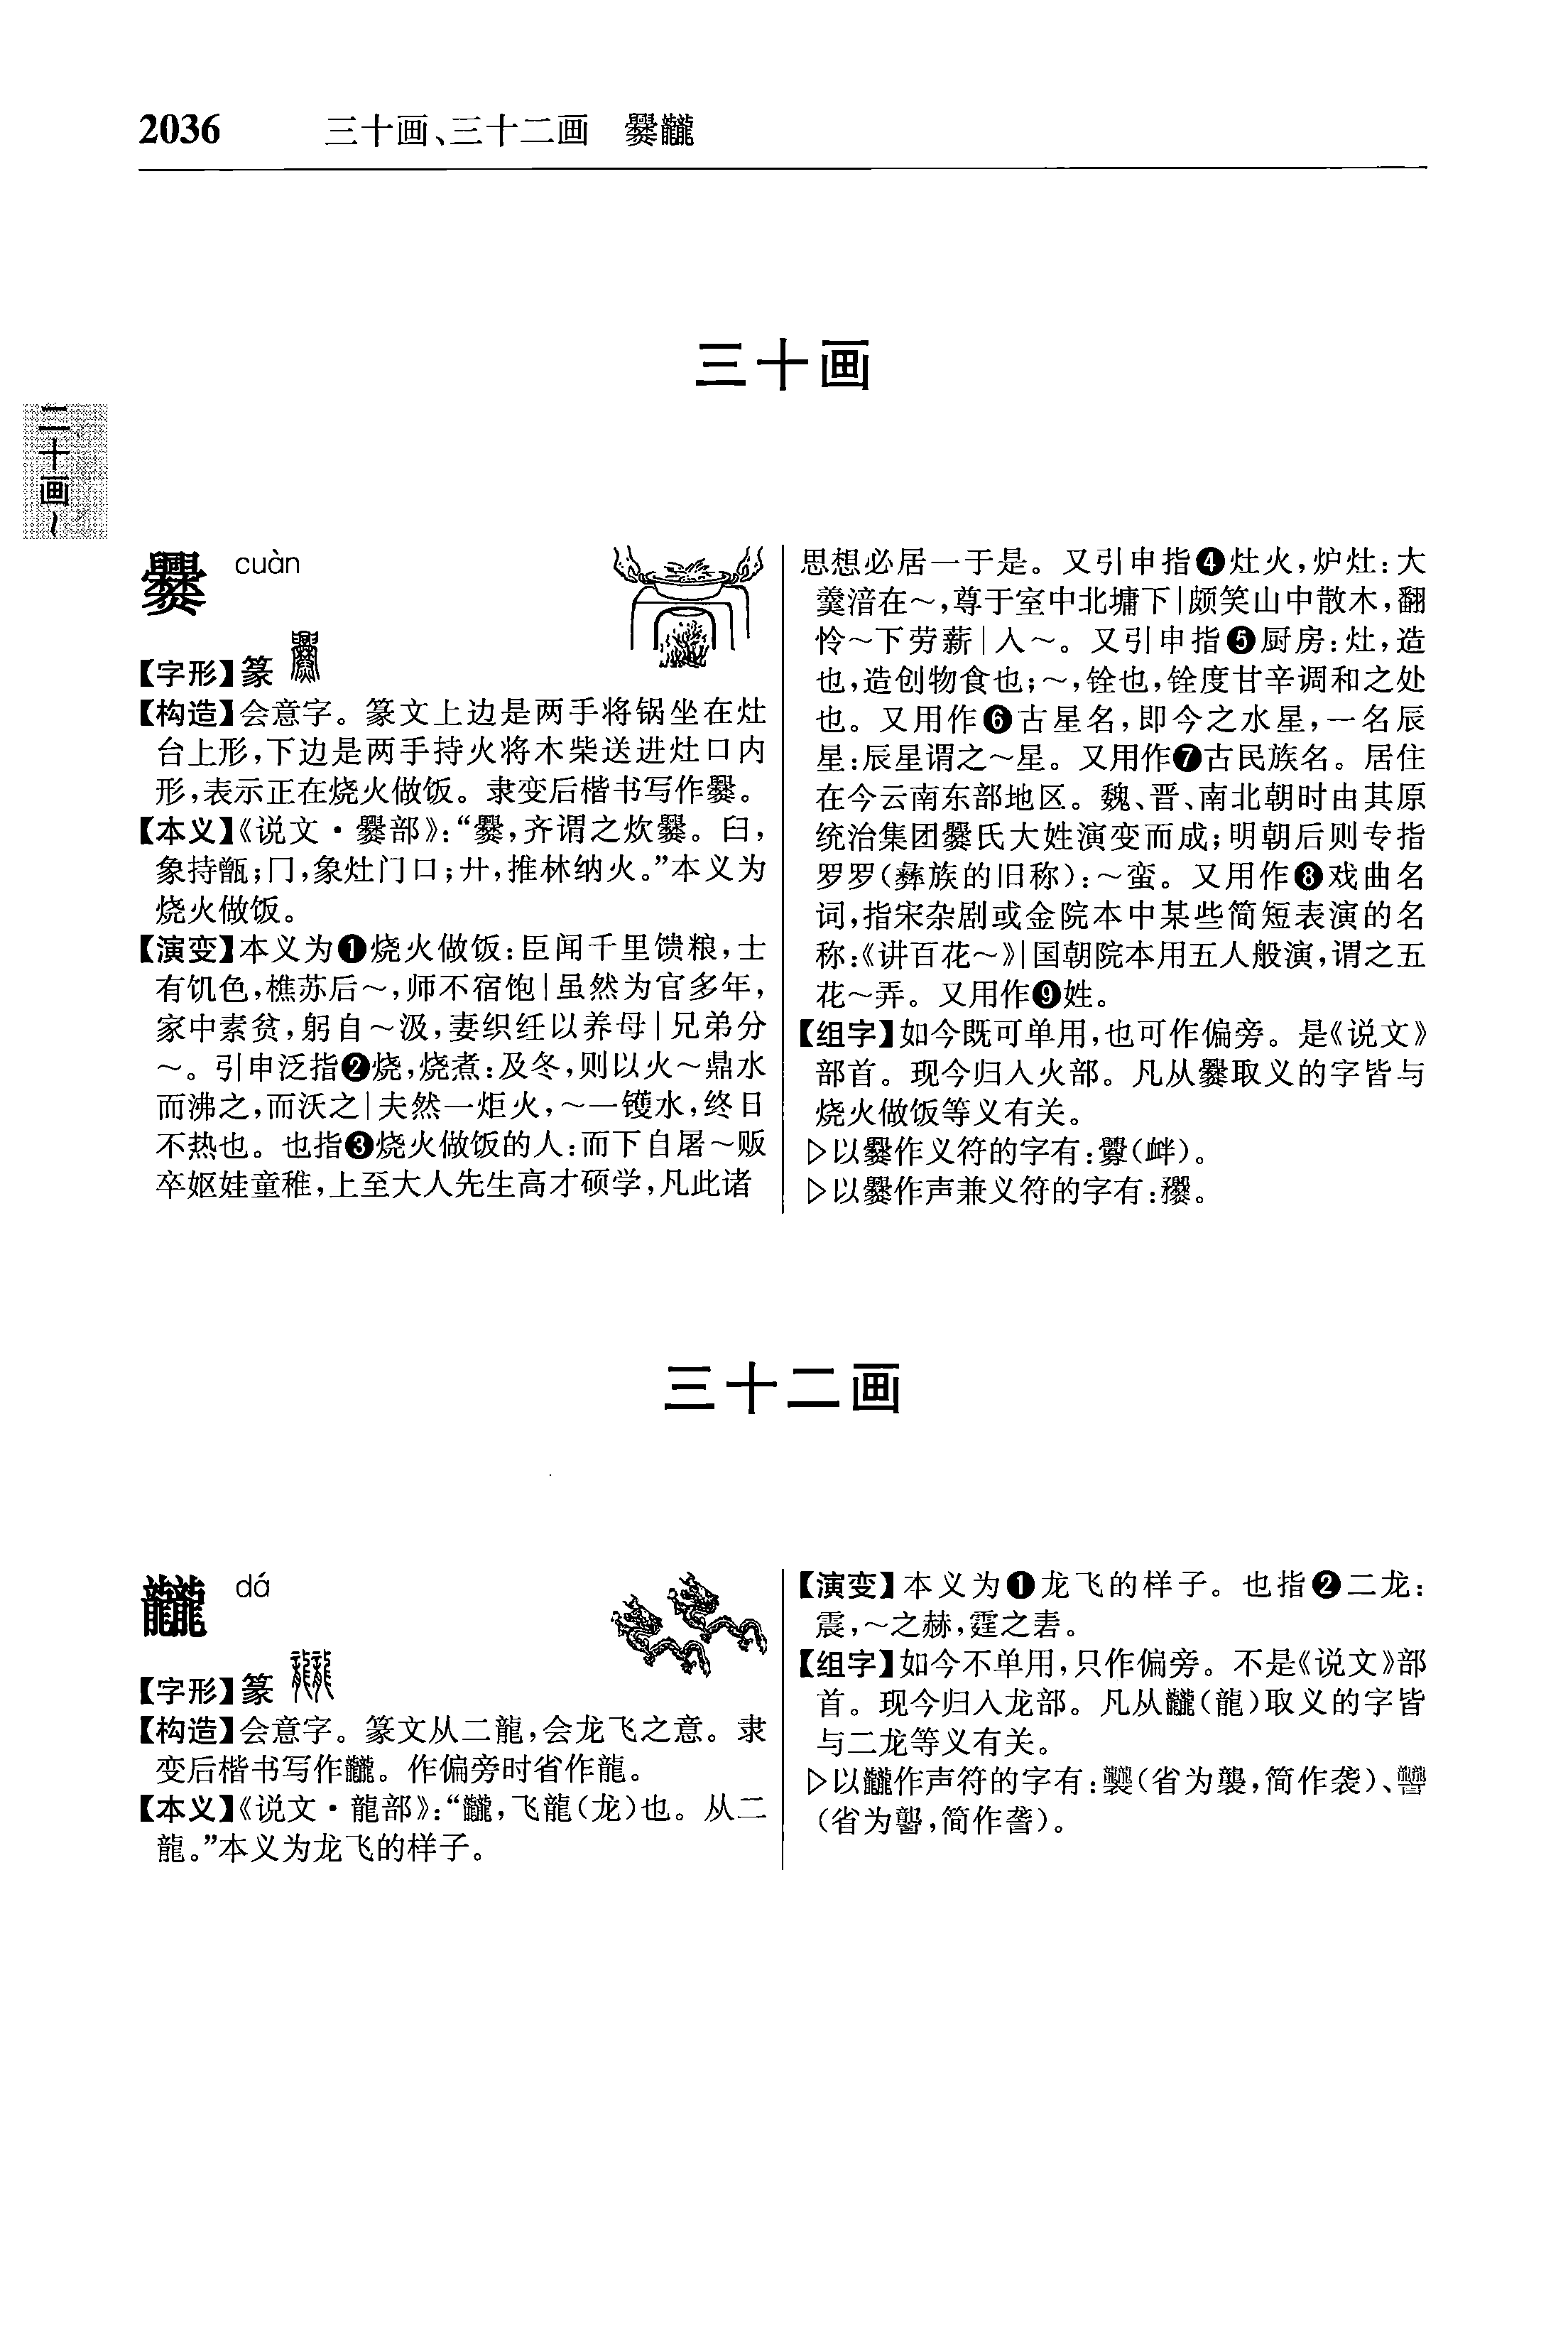 2036 三十画、三十二画 爨龖
三十画
三十画～
爨 cuàn
【字形】篆
【构造】会意字。篆文上边是两手将锅坐在灶
台上形,下边是两手持火将木柴送进灶口内
形,表示正在烧火做饭。隶变后楷书写作爨。
【本义】《说文·爨部》:“爨,齐谓之炊爨。臼,
象持甑;冂,象灶门口;廾,推林纳火。”本义为
烧火做饭。
【演变】本义为❶烧火做饭:臣闻千里馈粮,士
有饥色,樵苏后～,师不宿饱|虽然为官多年,
家中素贫,躬自～汲,妻织纴以养母|兄弟分
～。引申泛指❷烧,烧煮:及冬,则以火～鼎水
而沸之,而沃之|夫然一炬火,～一镬水,终日
不热也。也指❸烧火做饭的人:而下自屠～贩
卒妪娃童稚,上至大人先生高才硕学,凡此诸
思想必居一于是。又引申指❹灶火,炉灶:大
羹湆在～,尊于室中北墉下|颇笑山中散木,翻
怜～下劳薪|入～。又引申指❺厨房:灶,造
也,造创物食也;～,铨也,铨度甘辛调和之处
也。又用作❻古星名,即今之水星,一名辰
星:辰星谓之～星。又用作❼古民族名。居住
在今云南东部地区。魏、晋、南北朝时由其原
统治集团爨氏大姓演变而成;明朝后则专指
罗罗(彝族的旧称):～蛮。又用作❽戏曲名
词,指宋杂剧或金院本中某些简短表演的名
称:《讲百花～》|国朝院本用五人般演,谓之五
花～弄。又用作❾姓。
【组字】如今既可单用,也可作偏旁。是《说文》
部首。现今归入火部。凡从爨取义的字皆与
烧火做饭等义有关。
▷以爨作义符的字有:釁(衅)。
▷以爨作声兼义符的字有:。
三十二画
龖 dá
【字形】篆
【构造】会意字。篆文从二龍,会龙飞之意。隶
变后楷书写作龖。作偏旁时省作龍。
【本义】《说文·龍部》:“龖,飞龍(龙)也。从二
龍。”本义为龙飞的样子。
【演变】本义为❶龙飞的样子。也指❷二龙:
震,～之赫,霆之砉。
【组字】如今不单用,只作偏旁。不是《说文》部
首。现今归入龙部。凡从龖(龍)取义的字皆
与二龙等义有关。
▷以龖作声符的字有:(省为襲,简作袭)、讋
(省为讋,简作詟)。